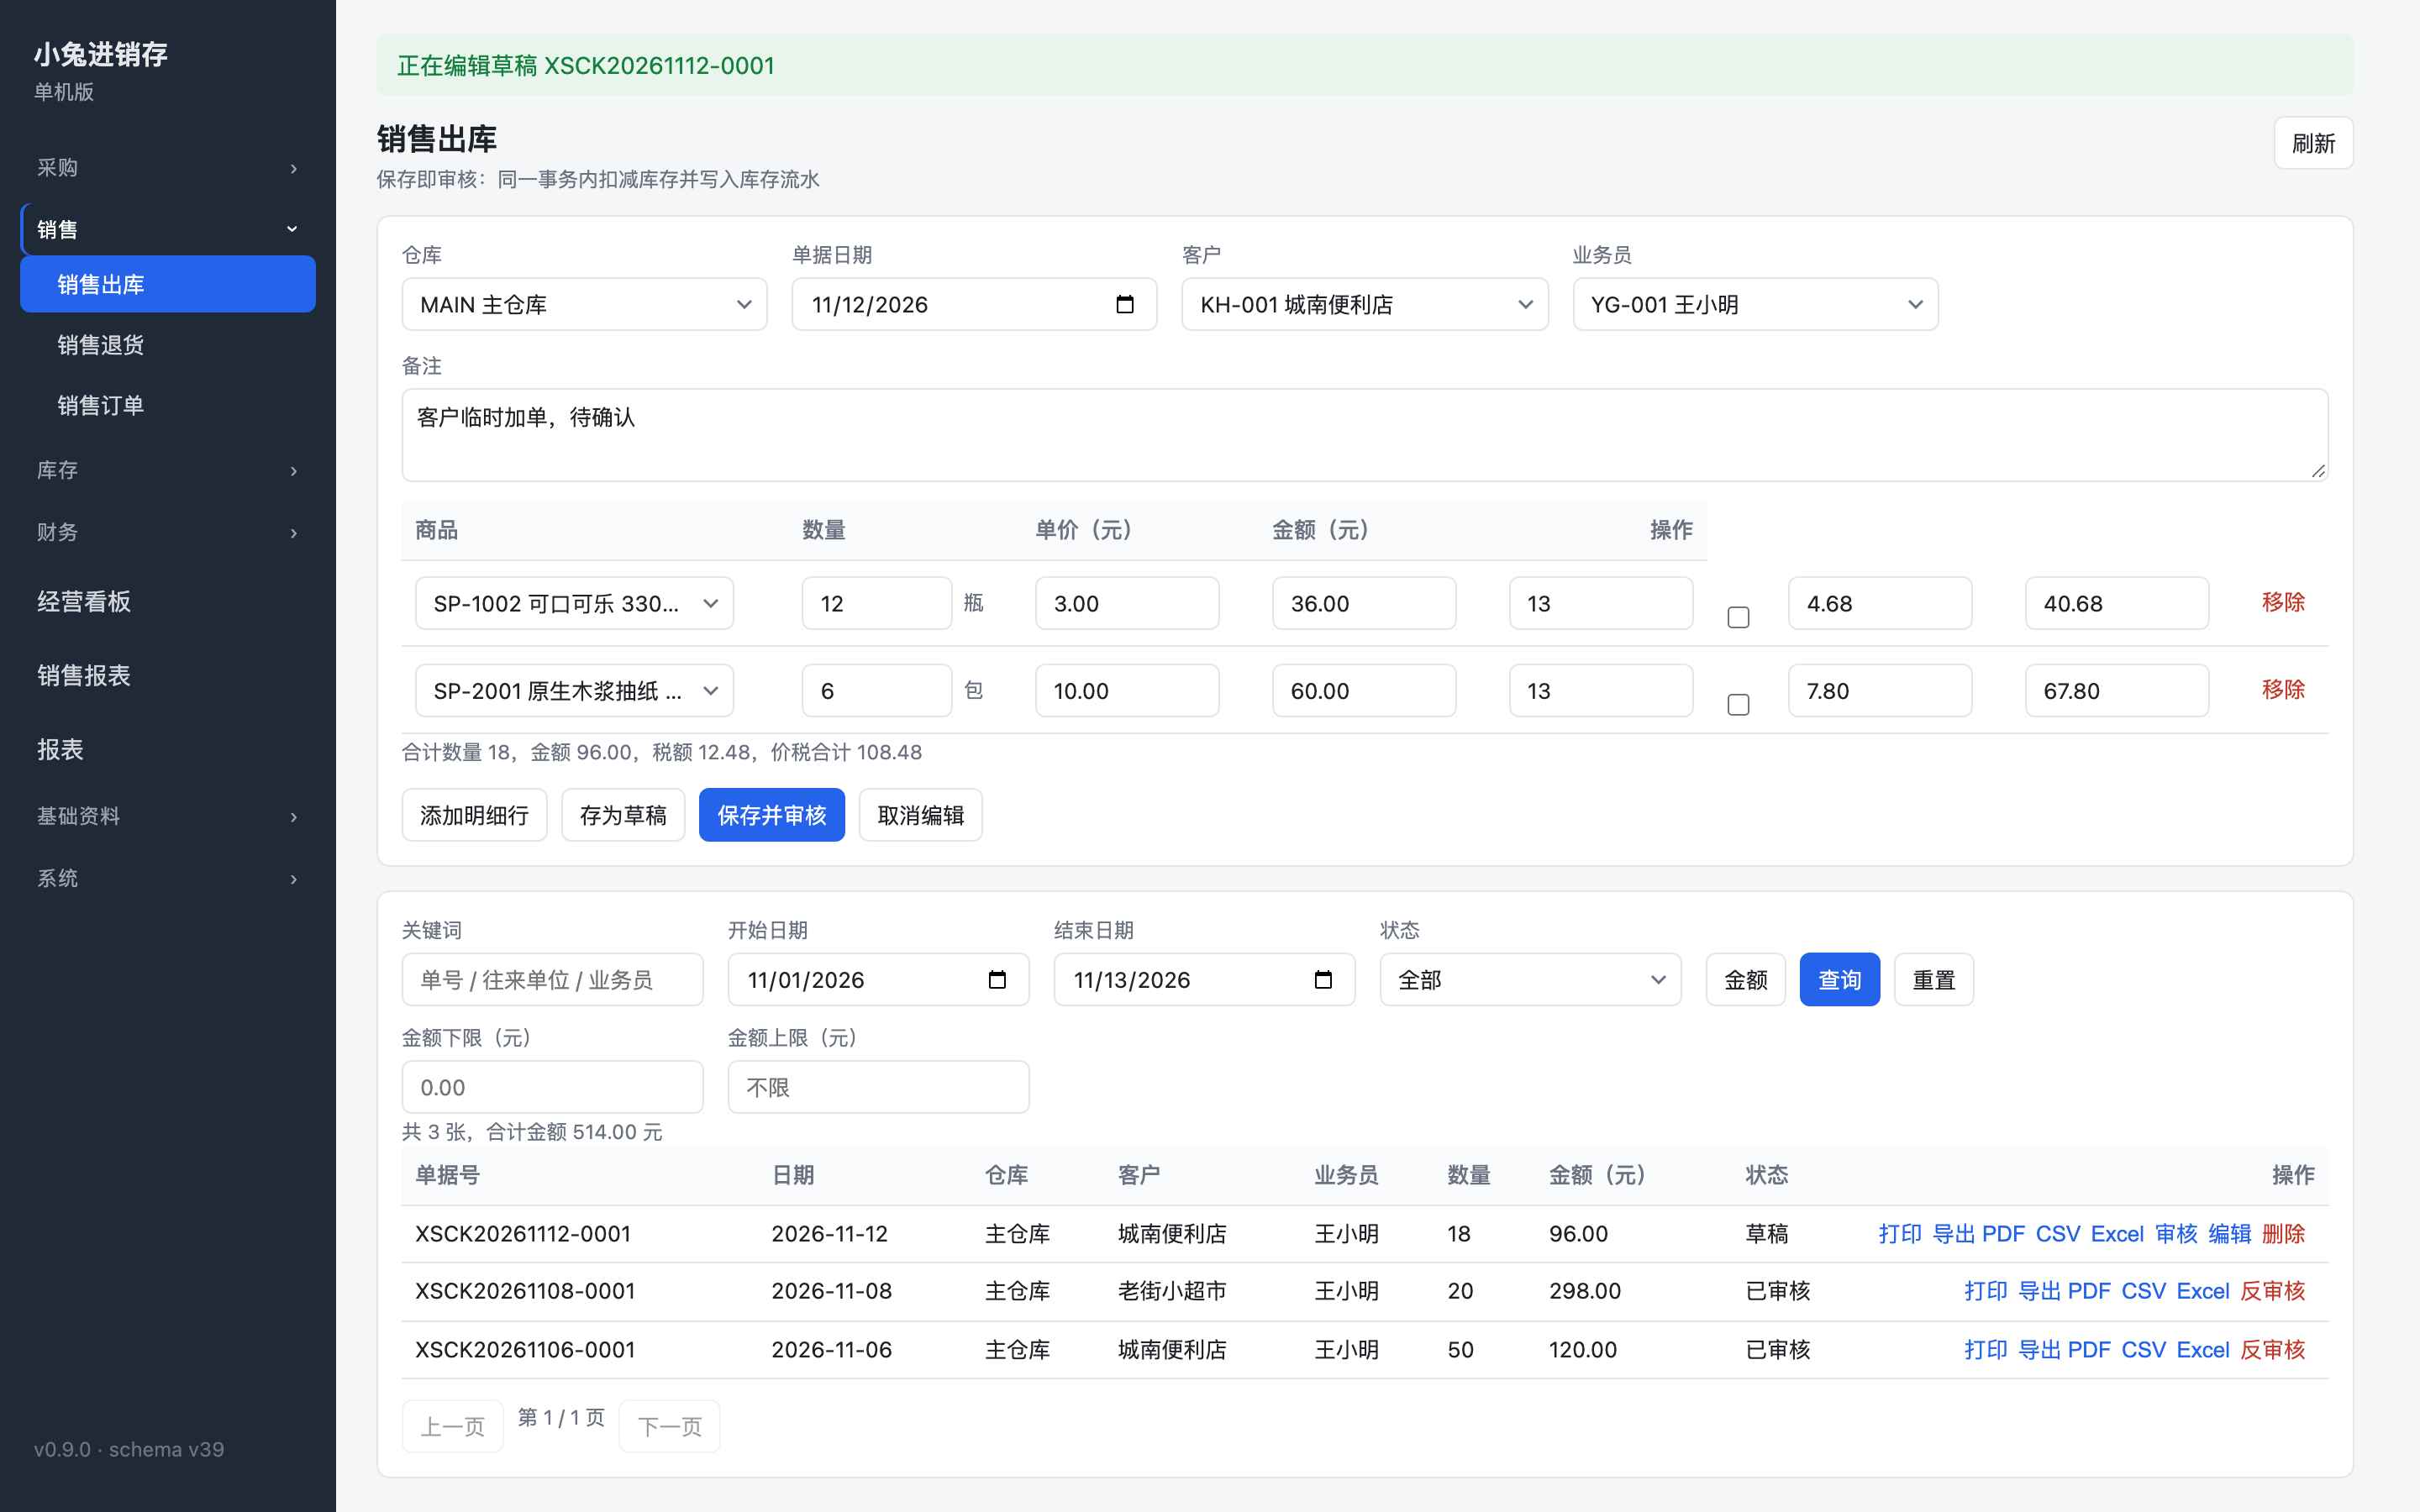 小兔进销存
单机版
采购
销售
销售出库
销售退货
销售订单
库存
财务
经营看板
销售报表
报表
基础资料
系统
v0.9.0 · schema v39
正在编辑草稿 XSCK20261112-0001
销售出库
刷新
保存即审核：同一事务内扣减库存并写入库存流水
仓库 单据日期 客户 业务员
MAIN 主仓库 11/12/2026 KH-001 城南便利店 YG-001 王小明
备注
客户临时加单，待确认
商品 数量 单价（元） 金额（元） 操作
SP-1002 可口可乐 330... 12 瓶 3.00 36.00 13 4.68 40.68 移除
SP-2001 原生木浆抽纸 ... 6 包 10.00 60.00 13 7.80 67.80 移除
合计数量 18，金额 96.00，税额 12.48，价税合计 108.48
添加明细行 存为草稿 保存并审核 取消编辑
关键词 开始日期 结束日期 状态
单号 / 往来单位 / 业务员 11/01/2026 11/13/2026 全部 金额 查询 重置
金额下限（元） 金额上限（元）
0.00 不限
共 3 张，合计金额 514.00 元
单据号 日期 仓库 客户 业务员 数量 金额（元） 状态 操作
XSCK20261112-0001 2026-11-12 主仓库 城南便利店 王小明 18 96.00 草稿 打印 导出 PDF CSV Excel 审核 编辑 删除
XSCK20261108-0001 2026-11-08 主仓库 老街小超市 王小明 20 298.00 已审核 打印 导出 PDF CSV Excel 反审核
XSCK20261106-0001 2026-11-06 主仓库 城南便利店 王小明 50 120.00 已审核 打印 导出 PDF CSV Excel 反审核
上一页 第 1 / 1 页 下一页